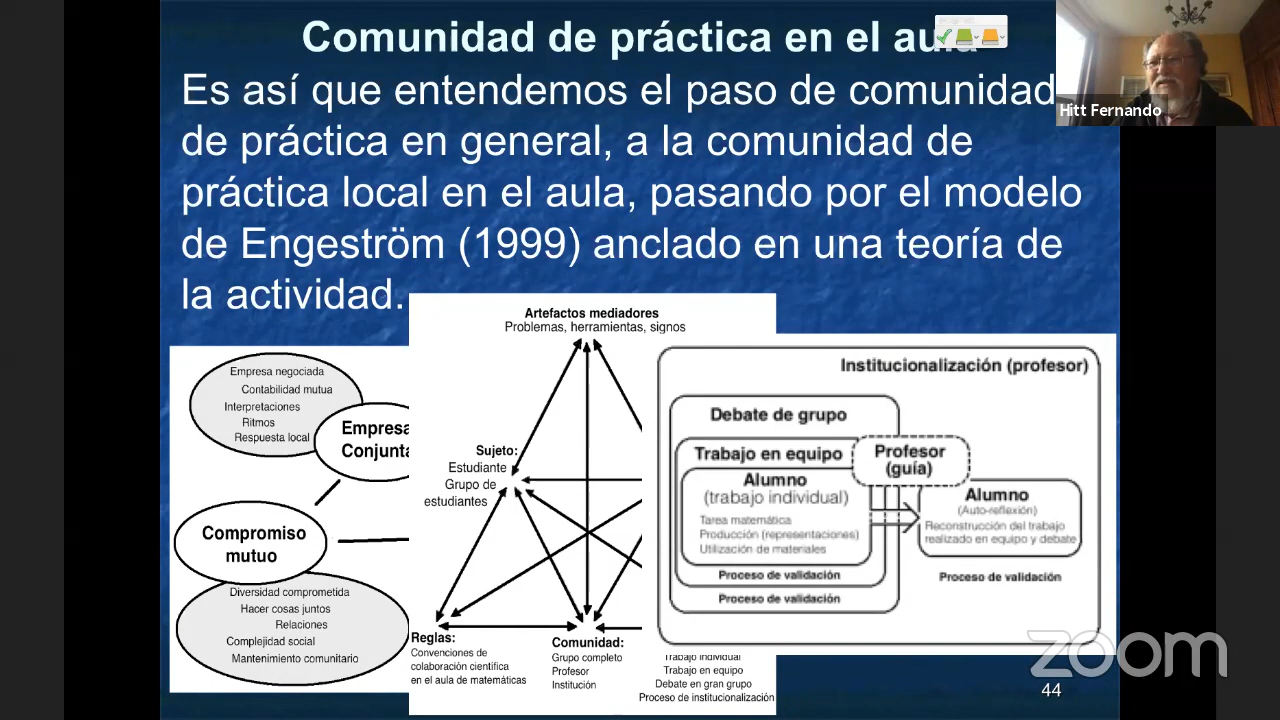 Comunidad de práctica en el au
Hitt Fernando
Es así que entendemos el paso de comunidad
de práctica en general, a la comunidad de
práctica local en el aula, pasando por el modelo
de Engeström (1999) anclado en una teoría de
la actividad.
Empresa negociada
Contabilidad mutua
Interpretaciones
Ritmos
Respuesta local
Empresa
Conjunta
Compromiso
mutuo
Diversidad comprometida
Hacer cosas juntos
Relaciones
Complejidad social
Mantenimiento comunitario
Artefactos mediadores
Problemas, herramientas, signos
Sujeto:
Estudiante
Grupo de
estudiantes
Reglas:
Convenciones de
colaboración científica
en el aula de matemáticas
Comunidad:
Grupo completo
Profesor
Institución
Trabajo individual
Trabajo en equipo
Debate en gran grupo
Proceso de institucionalización
Institucionalización (profesor)
Debate de grupo
Trabajo en equipo
Profesor
(guía)
Alumno
(trabajo individual)
Tarea matemática
Producción (representaciones)
Utilización de materiales
Proceso de validación
Proceso de validación
Alumno
(Auto-reflexión)
Reconstrucción del trabajo
realizado en equipo y debate
Proceso de validación
zoom
44